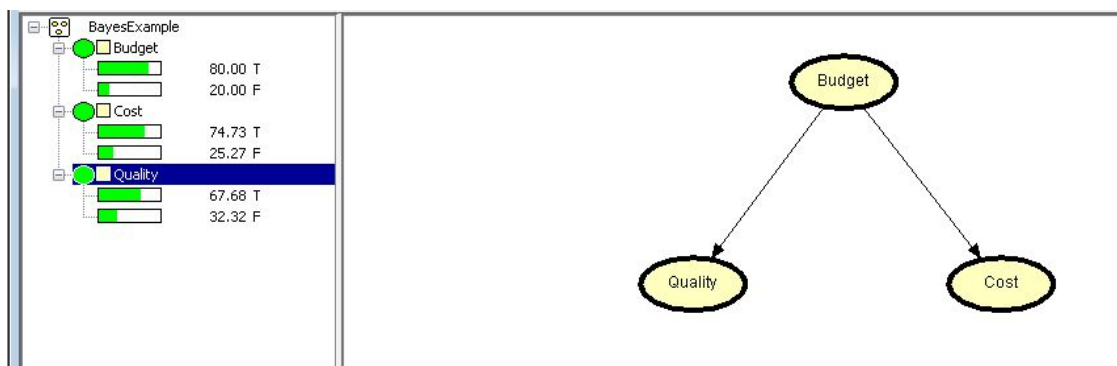 BayesExample
Budget
80.00 T
20.00 F
Cost
74.73 T
25.27 F
Quality
67.68 T
32.32 F
Budget
Quality
Cost